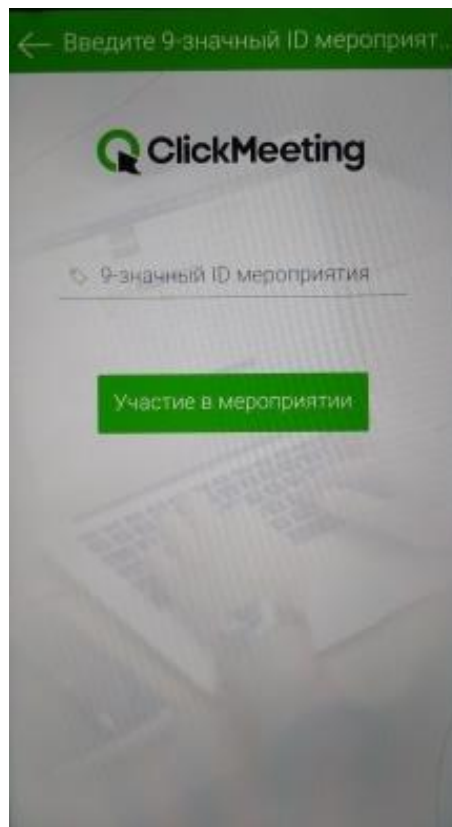 Введите 9-значный ID мероприят..
ClickMeeting
9-значный ID мероприятия
Участие в мероприятии